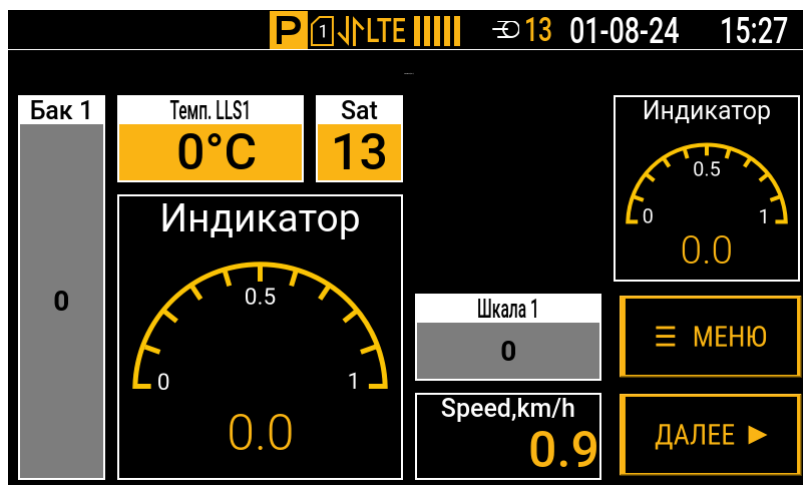 P 1 LTE 13 01-08-24 15:27
Бак 1
0
Темп. LLS1
0°C
Sat
13
Индикатор
0.5
0 1
0.0
Индикатор
0.5
0 1
0.0
Шкала 1
0
Speed,km/h
0.9
☰ МЕНЮ
ДАЛЕЕ ►